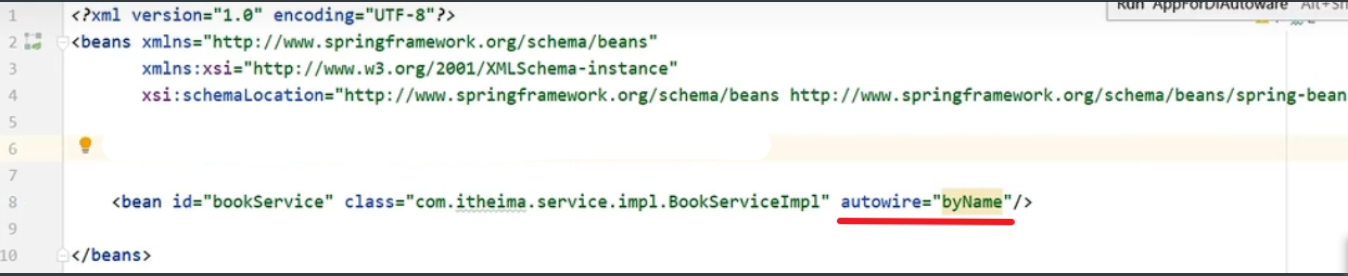 Run 'AppForDIAutoware' Alt+Sh
1 <?xml version="1.0" encoding="UTF-8"?>
2 <beans xmlns="http://www.springframework.org/schema/beans"
3 xmlns:xsi="http://www.w3.org/2001/XMLSchema-instance"
4 xsi:schemaLocation="http://www.springframework.org/schema/beans http://www.springframework.org/schema/beans/spring-bean
5
6
7
8 <bean id="bookService" class="com.itheima.service.impl.BookServiceImpl" autowire="byName"/>
9
10 </beans>